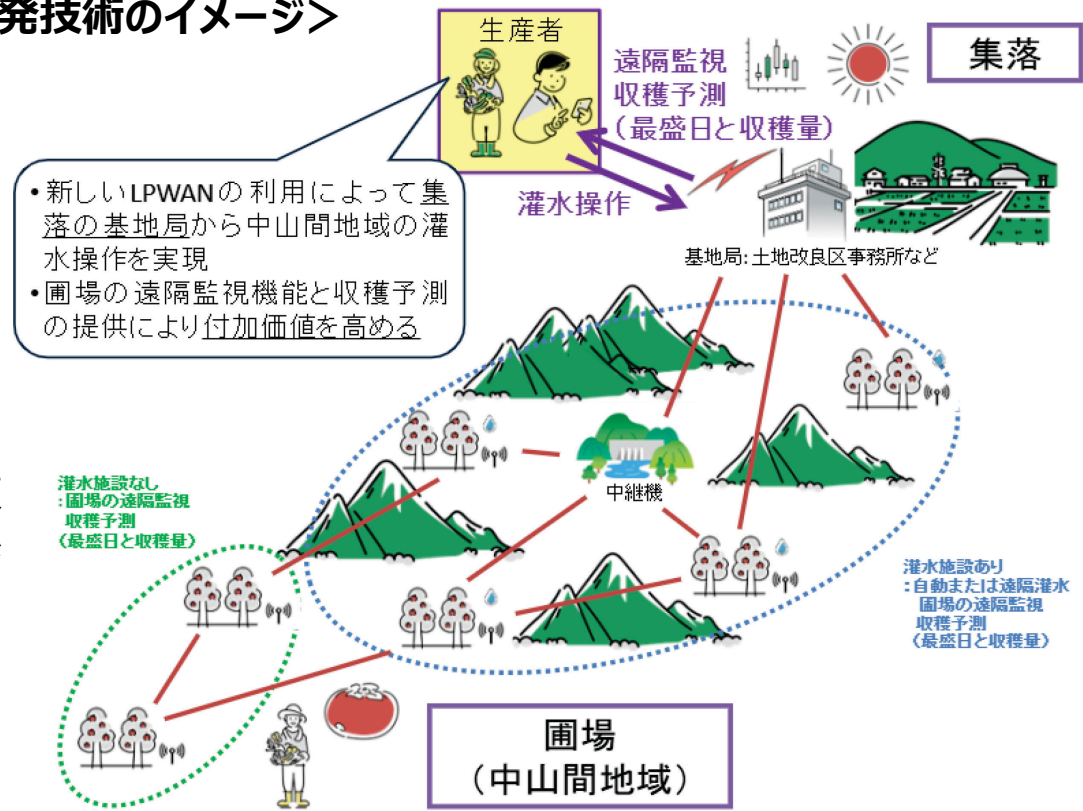 発技術のイメージ＞
生産者
遠隔監視
収穫予測
（最盛日と収穫量）
集落
灌水操作
・新しいLPWANの利用によって集
落の基地局から中山間地域の灌
水操作を実現
・圃場の遠隔監視機能と収穫予測
の提供により付加価値を高める
基地局:土地改良区事務所など
中継機
灌水施設なし
:圃場の遠隔監視
収穫予測
(最盛日と収穫量)
灌水施設あり
:自動または遠隔灌水
圃場の遠隔監視
収穫予測
(最盛日と収穫量)
圃場
（中山間地域）